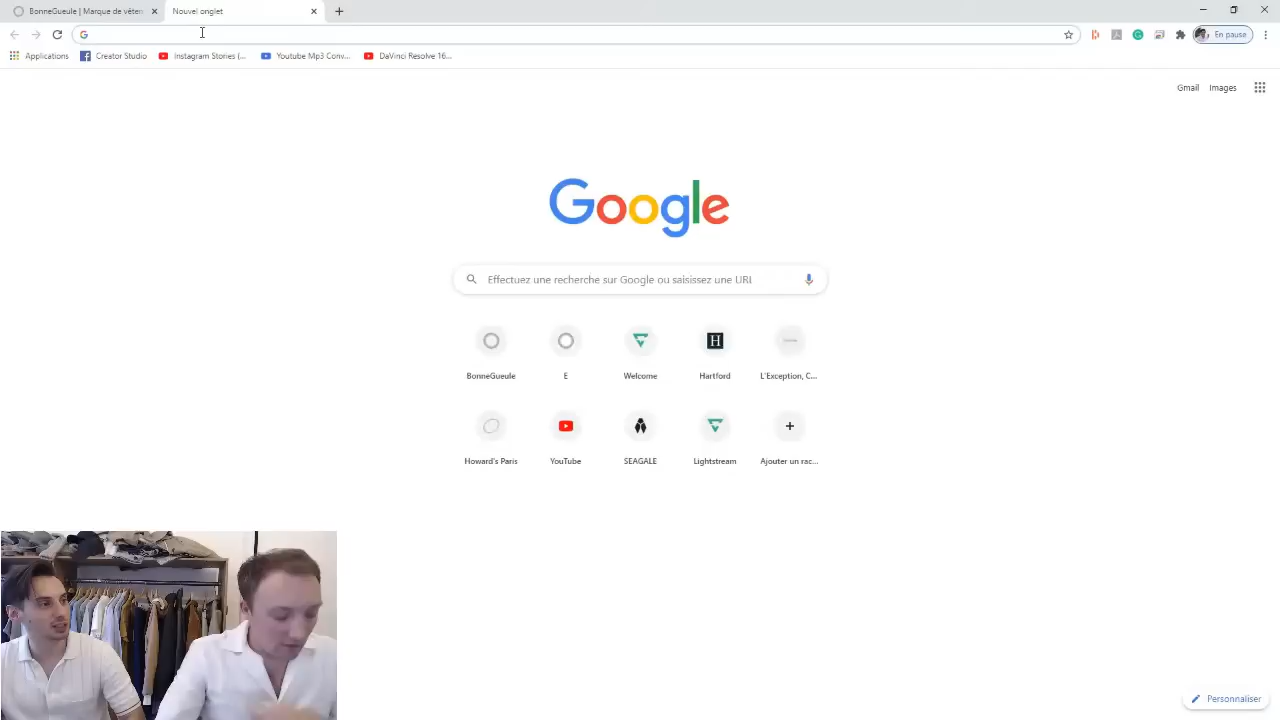 BonneGueule | Marque de vêtem
Nouvel onglet
En pause
Applications
Creator Studio
Instagram Stories (...
Youtube Mp3 Conv...
DaVinci Resolve 16...
Gmail
Images
Google
Effectuez une recherche sur Google ou saisissez une URL
BonneGueule
E
Welcome
H
Hartford
L'Exception, C...
Howard's Paris
YouTube
SEAGALE
Lightstream
Ajouter un rac...
Personnaliser